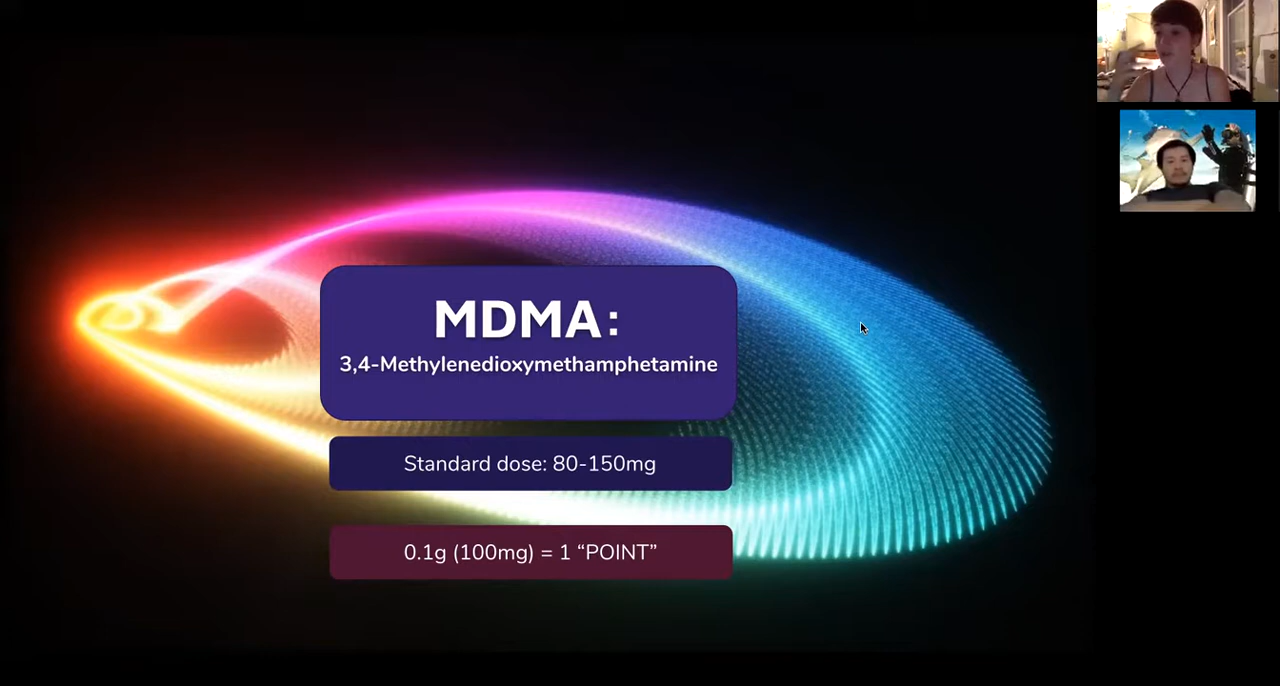 MDMA:
3,4-Methylenedioxymethamphetamine
Standard dose: 80-150mg
0.1g (100mg) = 1 “POINT”